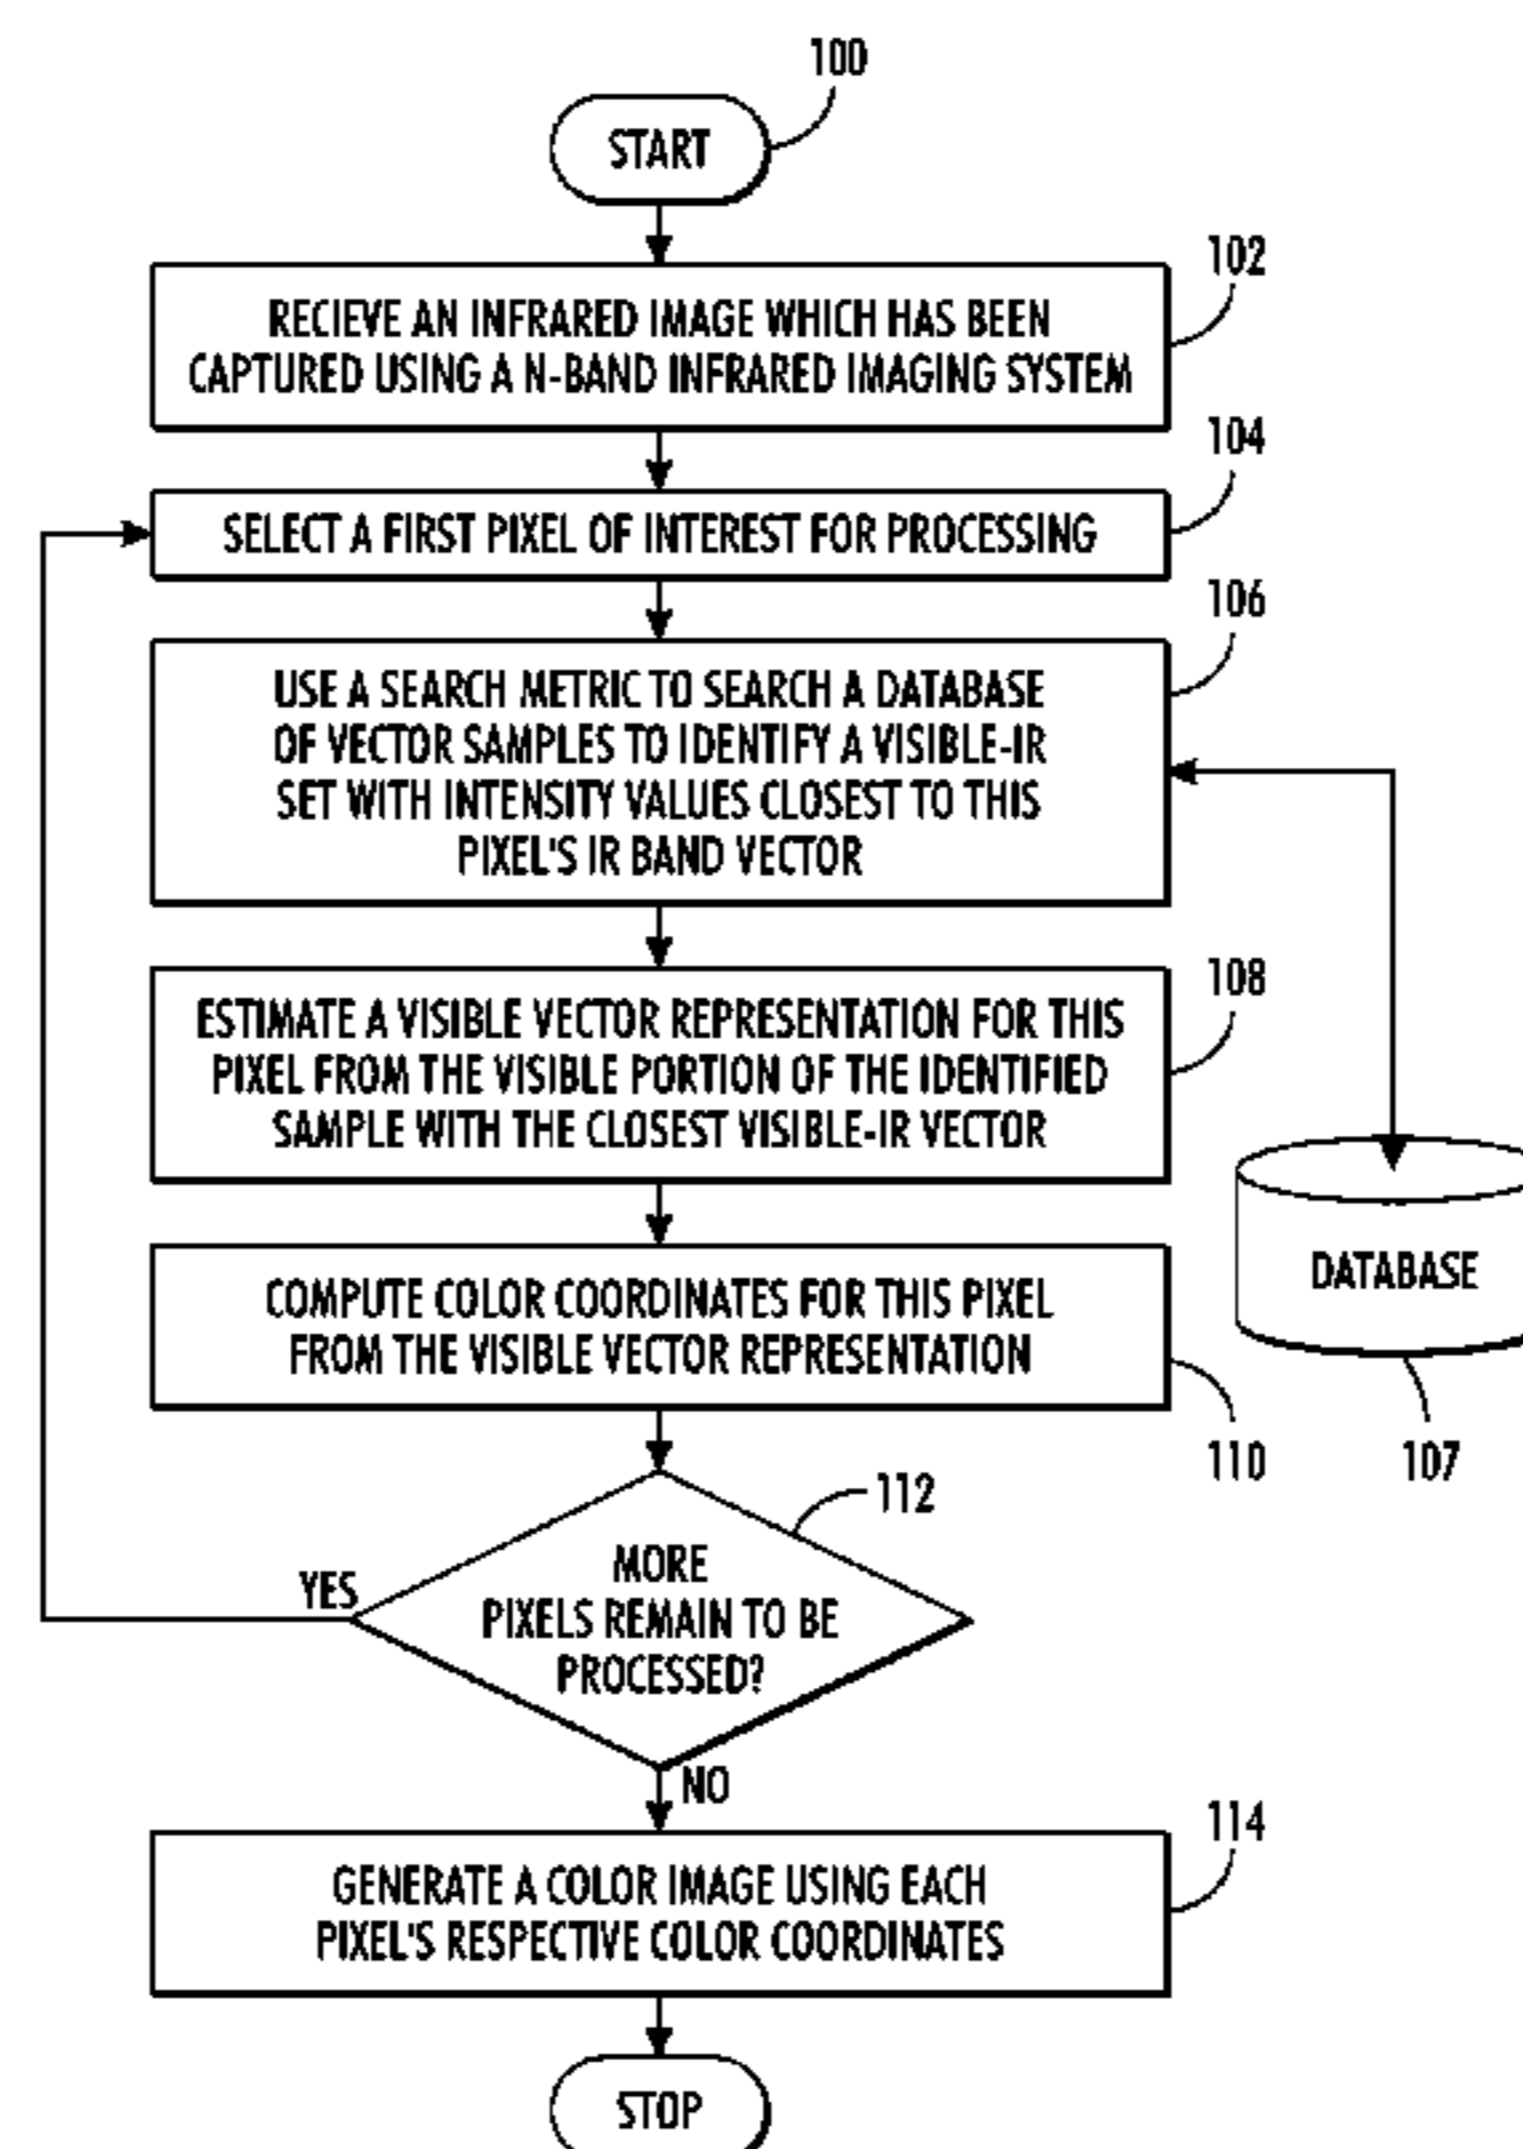 100
START
102
RECIEVE AN INFRARED IMAGE WHICH HAS BEEN
CAPTURED USING A N-BAND INFRARED IMAGING SYSTEM
104
SELECT A FIRST PIXEL OF INTEREST FOR PROCESSING
106
USE A SEARCH METRIC TO SEARCH A DATABASE
OF VECTOR SAMPLES TO IDENTIFY A VISIBLE-IR
SET WITH INTENSITY VALUES CLOSEST TO THIS
PIXEL'S IR BAND VECTOR
108
ESTIMATE A VISIBLE VECTOR REPRESENTATION FOR THIS
PIXEL FROM THE VISIBLE PORTION OF THE IDENTIFIED
SAMPLE WITH THE CLOSEST VISIBLE-IR VECTOR
DATABASE
107
COMPUTE COLOR COORDINATES FOR THIS PIXEL
FROM THE VISIBLE VECTOR REPRESENTATION
110
112
MORE
PIXELS REMAIN TO BE
PROCESSED?
YES
NO
114
GENERATE A COLOR IMAGE USING EACH
PIXEL'S RESPECTIVE COLOR COORDINATES
STOP